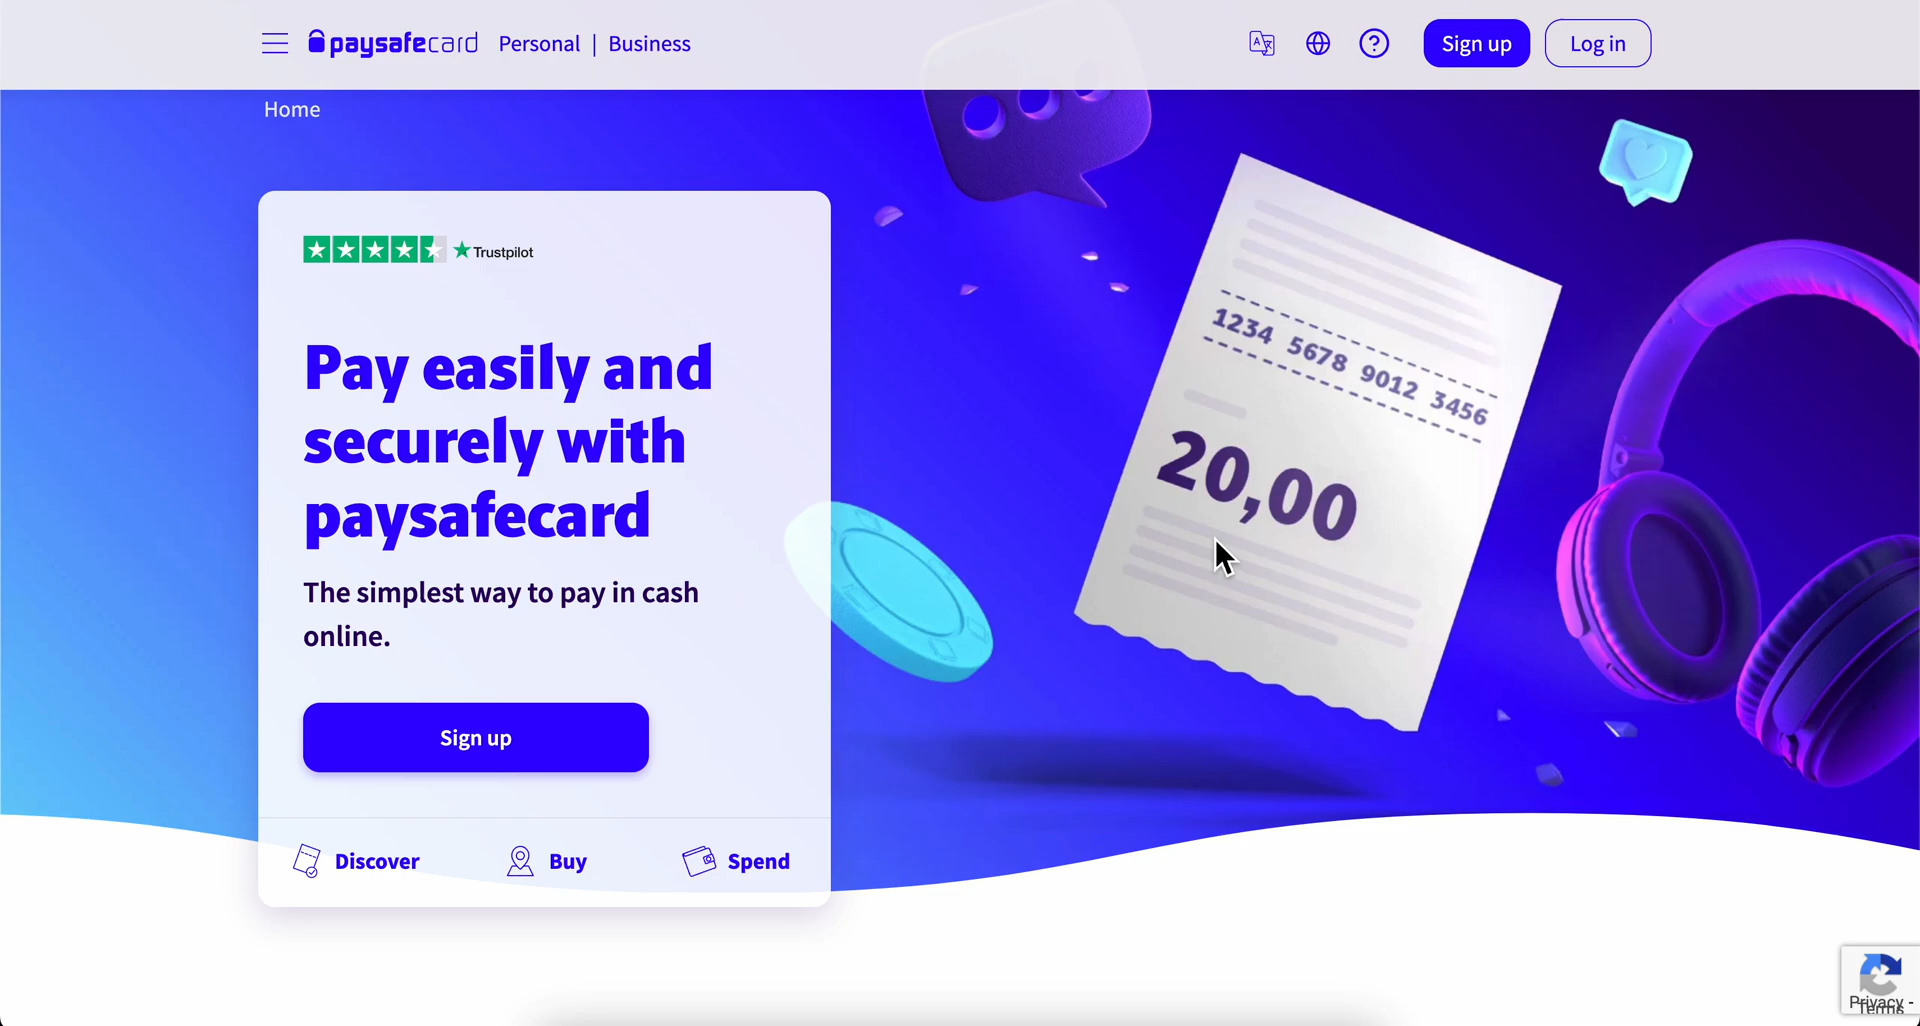 paysafecard Personal | Business
Sign up
Log in
Home
Trustpilot
Pay easily and
securely with
paysafecard
The simplest way to pay in cash
online.
Sign up
Discover
Buy
Spend
1234 5678 9012 3456
20,00
Privacy -
Terms